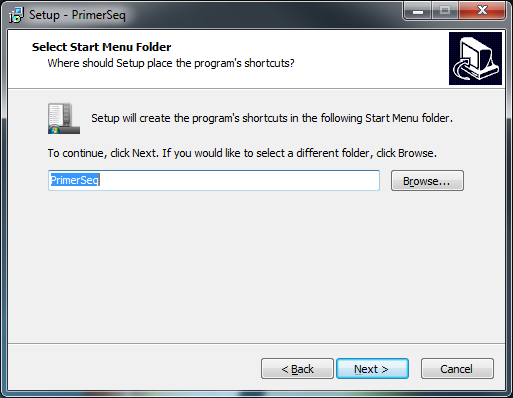 Setup - PrimerSeq
Select Start Menu Folder
Where should Setup place the program's shortcuts?
Setup will create the program's shortcuts in the following Start Menu folder.
To continue, click Next. If you would like to select a different folder, click Browse.
PrimerSeq
Browse...
< Back
Next >
Cancel